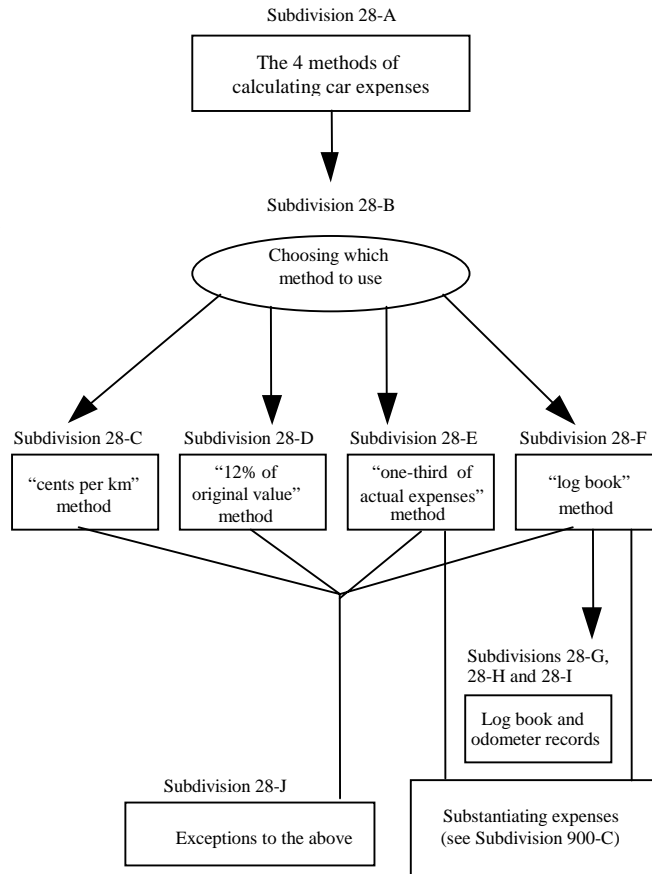 Subdivision 28-A
The 4 methods of
calculating car expenses
Subdivision 28-B
Choosing which
method to use
Subdivision 28-C
“cents per km”
method
Subdivision 28-D
“12% of
original value”
method
Subdivision 28-E
“one-third of
actual expenses”
method
Subdivision 28-F
“log book”
method
Subdivisions 28-G,
28-H and 28-I
Log book and
odometer records
Subdivision 28-J
Exceptions to the above
Substantiating expenses
(see Subdivision 900-C)